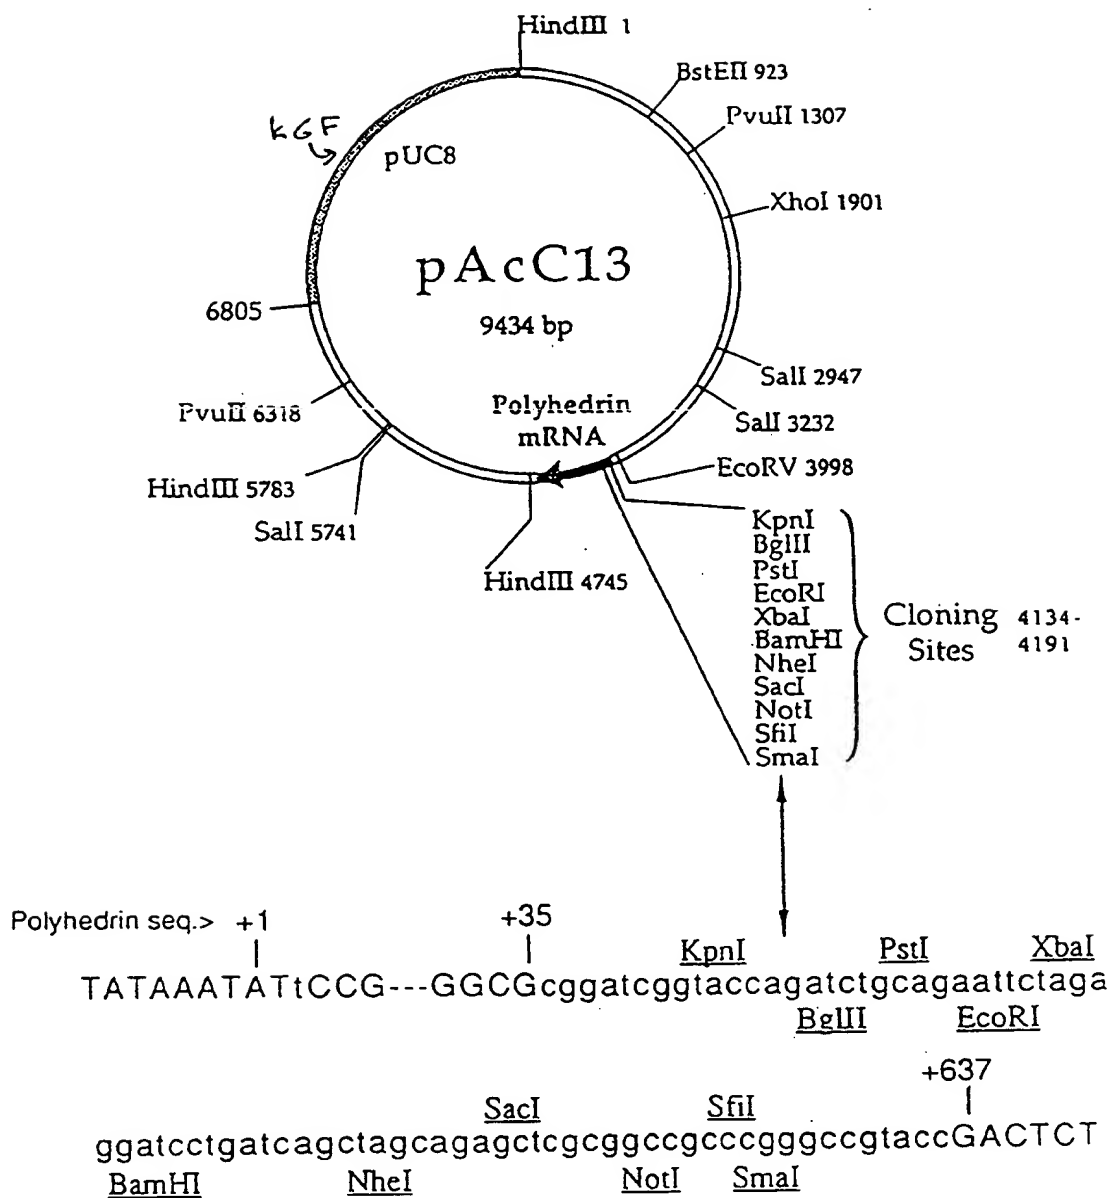 HindIII 1
BstEII 923
PvuII 1307
kGF
pUC8
XhoI 1901
pAcC13
9434 bp
6805
SalI 2947
PvuII 6318
Polyhedrin
mRNA
SalI 3232
EcoRV 3998
HindIII 5783
SalI 5741
HindIII 4745
KpnI
BglII
PstI
EcoRI
XbaI
BamHI
NheI
SacI
NotI
SfiI
SmaI
Cloning Sites
4134-
4191
Polyhedrin seq.> +1
+35
KpnI PstI XbaI
TATAAATATtCCG---GGCGcggatcggtaccagatctgcagaattctaga
BglII EcoRI
+637
SacI SfiI
ggatcctgatcagctagcagagctcgcggccgcccgggccgtaccGACTCT
BamHI NheI NotI SmaI